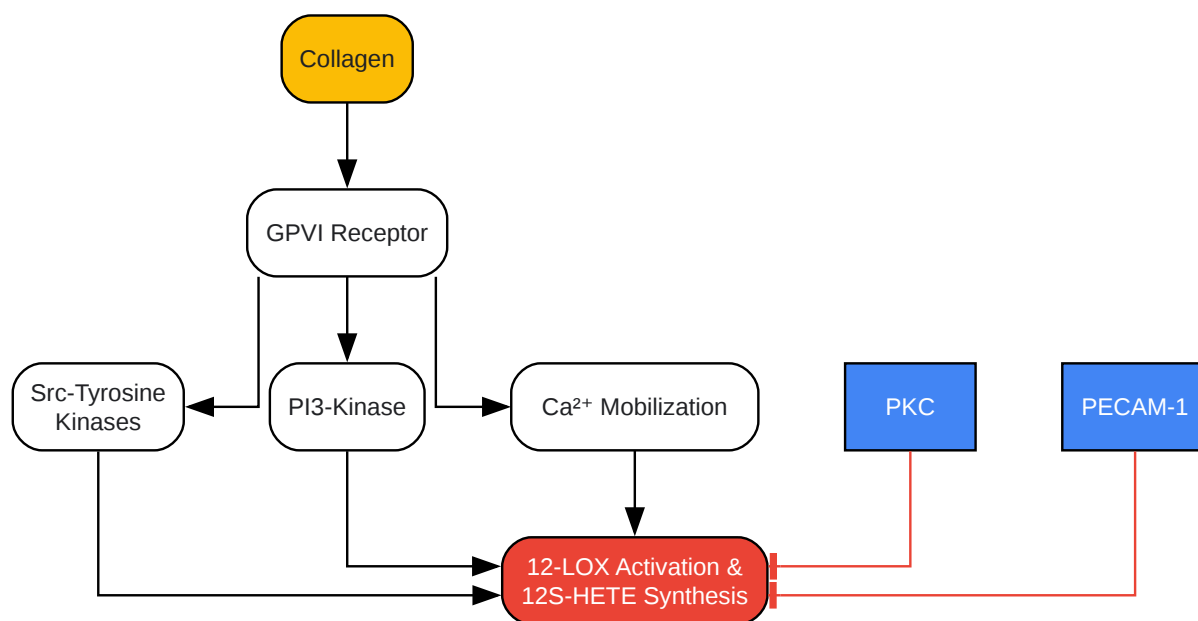 Collagen
GPVI Receptor
Src-Tyrosine
Kinases
PI3-Kinase
Ca²⁺ Mobilization
PKC
PECAM-1
12-LOX Activation &
12S-HETE Synthesis